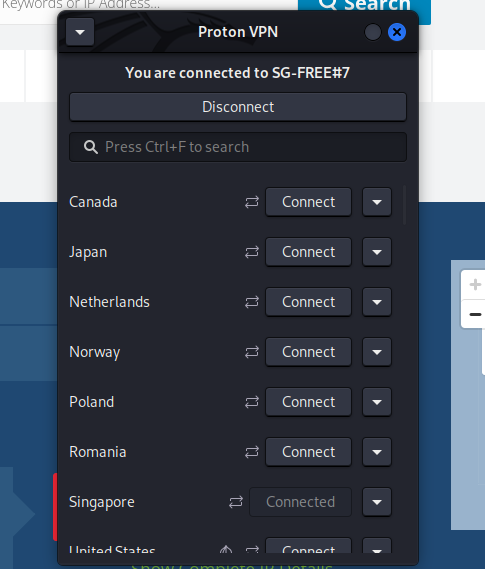 Keywords or IP Address...
Search
Proton VPN
You are connected to SG-FREE#7
Disconnect
Press Ctrl+F to search
Canada Connect
Japan Connect
Netherlands Connect
Norway Connect
Poland Connect
Romania Connect
Singapore Connected
United States Connect
Show Complete IP Details